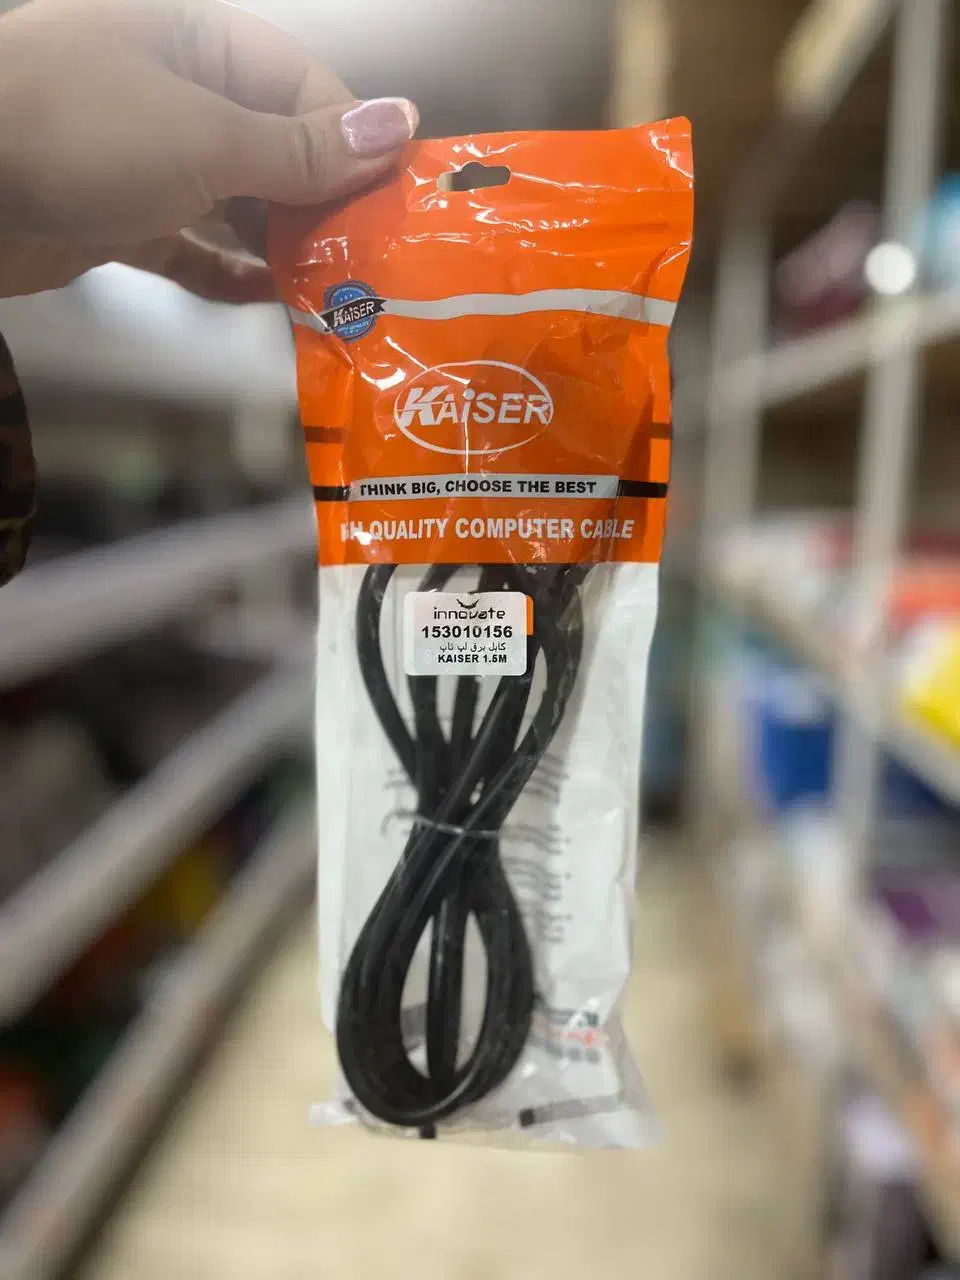 KAiSER
KAiSER
THINK BIG, CHOOSE THE BEST
QUALITY COMPUTER CABLE
innovate
153010156
کابل برق لپ تاپ
KAISER 1.5M